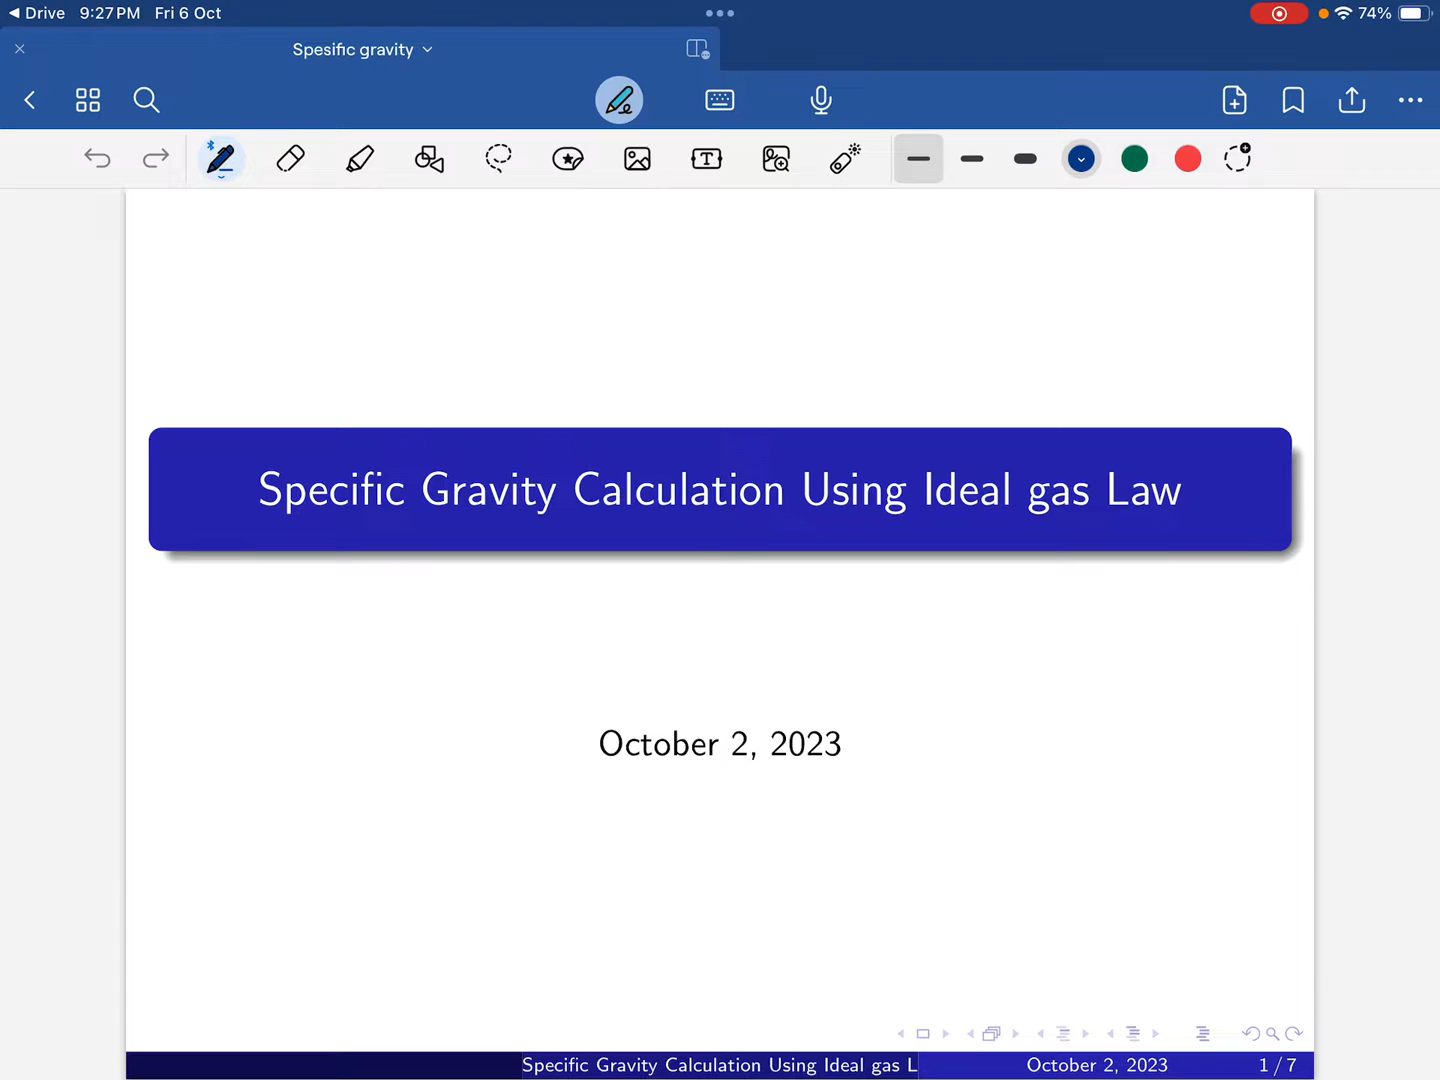 Drive 9:27 PM Fri 6 Oct
74%
Spesific gravity
Specific Gravity Calculation Using Ideal gas Law
October 2, 2023
Specific Gravity Calculation Using Ideal gas L
October 2, 2023
1 / 7